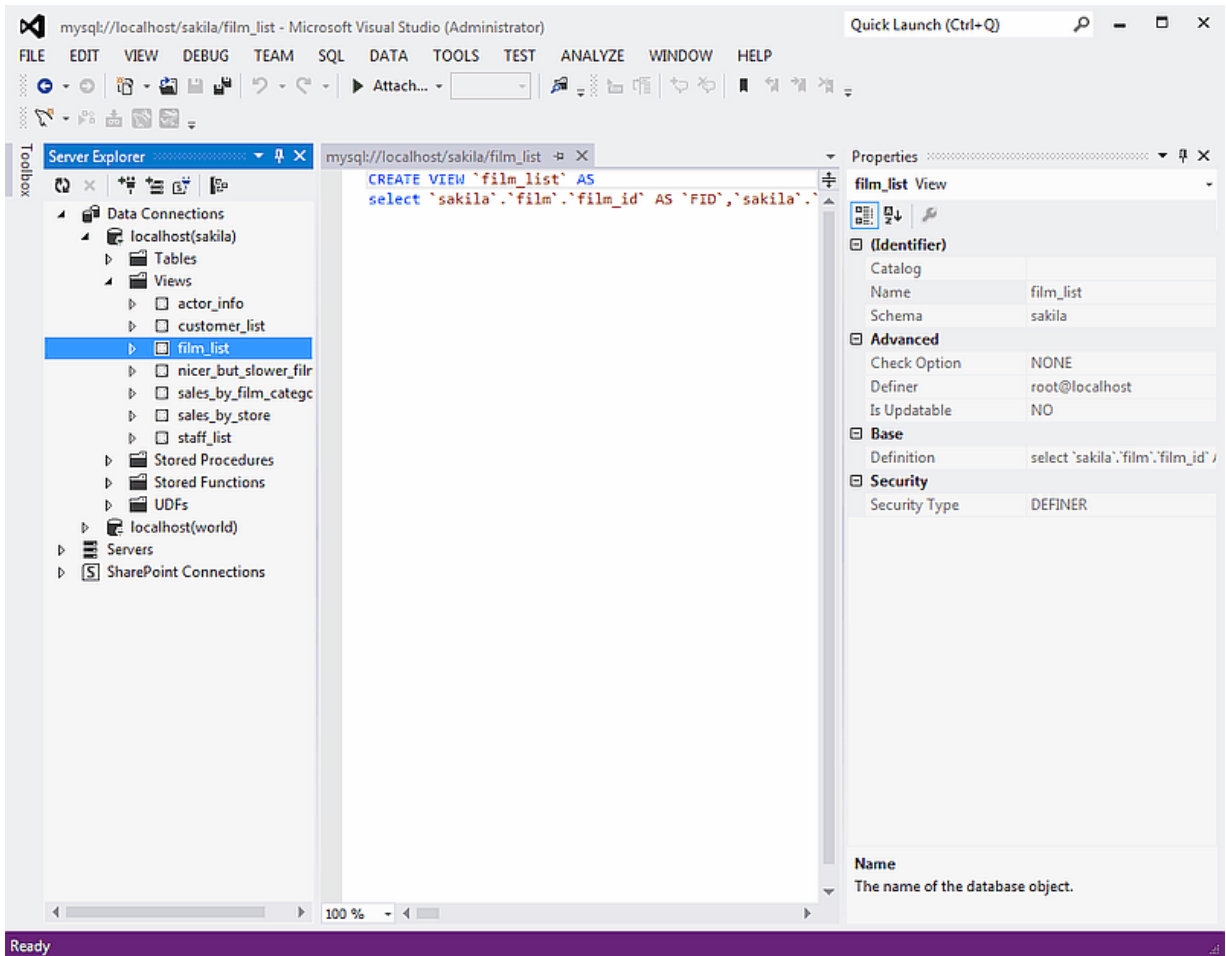 mysql://localhost/sakila/film_list - Microsoft Visual Studio (Administrator)
Quick Launch (Ctrl+Q)
FILE EDIT VIEW DEBUG TEAM SQL DATA TOOLS TEST ANALYZE WINDOW HELP
Attach...
Toolbox
Server Explorer
Data Connections
localhost(sakila)
Tables
Views
actor_info
customer_list
film_list
nicer_but_slower_filr
sales_by_film_categc
sales_by_store
staff_list
Stored Procedures
Stored Functions
UDFs
localhost(world)
Servers
SharePoint Connections
mysql://localhost/sakila/film_list
CREATE VIEW `film_list` AS
select `sakila`.`film`.`film_id` AS `FID`,`sakila`.`
100 %
Properties
film_list View
(Identifier)
Catalog
Name film_list
Schema sakila
Advanced
Check Option NONE
Definer root@localhost
Is Updatable NO
Base
Definition select `sakila`.`film`.`film_id` A
Security
Security Type DEFINER
Name
The name of the database object.
Ready